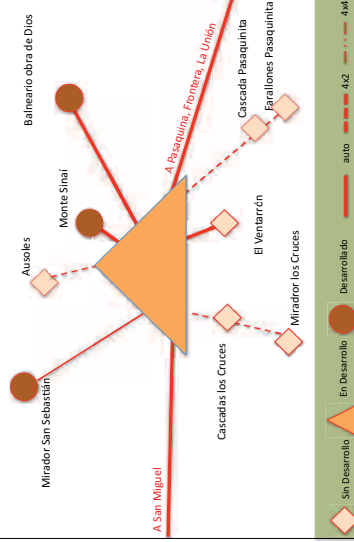 Balneario obra de Dios
Monte Sinaí
Ausoles
Mirador San Sebastián
A Pasaquina, Frontera, La Unión
Cascada Pasaquinita
Farallones Pasaquinita
El Ventarrón
Cascadas los Cruces
Miradror los Cruces
A San Miguel
Sin Desarrollo
En Desarrollo
Desarrollado
auto
4x2
4x4